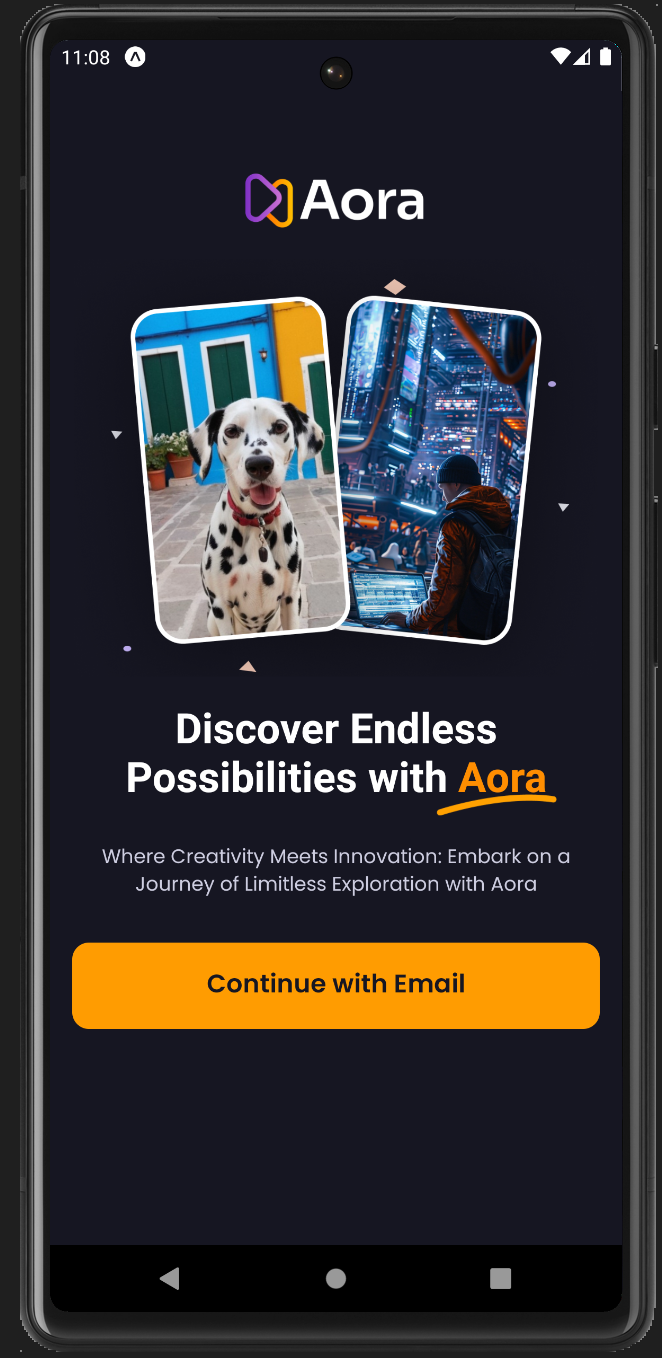 11:08
Aora
Discover Endless
Possibilities with Aora
Where Creativity Meets Innovation: Embark on a
Journey of Limitless Exploration with Aora
Continue with Email